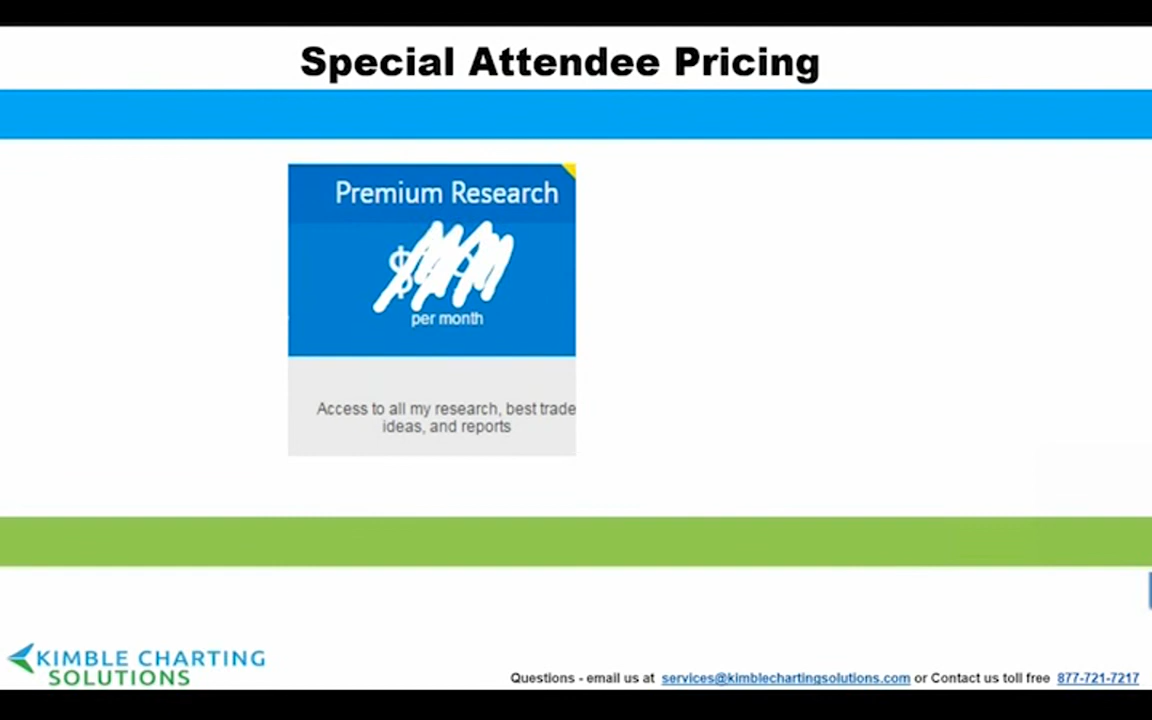 Special Attendee Pricing
Premium Research
$
per month
Access to all my research, best trade
ideas, and reports
KIMBLE CHARTING
SOLUTIONS
Questions - email us at services@kimblechartingsolutions.com or Contact us toll free 877-721-7217